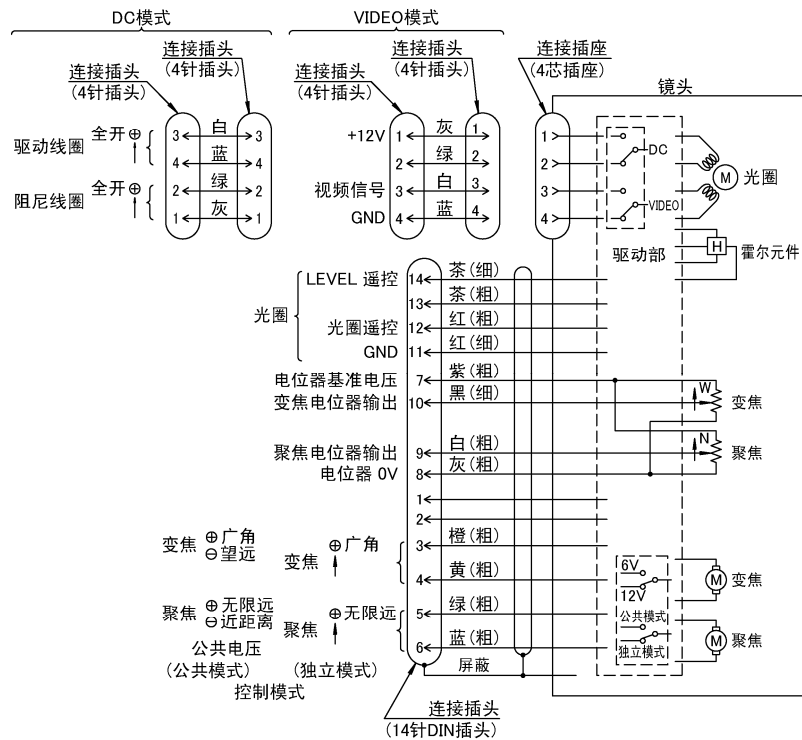 DC模式
VIDEO模式
连接插头
(4针插头)
连接插头
(4针插头)
连接插头
(4针插头)
连接插头
(4针插头)
连接插座
(4芯插座)
镜头
驱动线圈
全开⊕
3 白 3
4 蓝 4
阻尼线圈
全开⊕
2 绿 2
1 灰 1
+12V 1 灰 1
2 绿 2
视频信号 3 白 3
GND 4 蓝 4
1
2
3
4
DC
VIDEO
驱动部
M 光圈
H 霍尔元件
光圈
LEVEL 遥控 14 茶(细)
13 茶(粗)
光圈遥控 12 红(粗)
GND 11 红(细)
电位器基准电压 7 紫(粗)
变焦电位器输出 10 黑(细)
W 变焦
聚焦电位器输出 9 白(粗)
电位器 0V 8 灰(粗)
N 聚焦
1
2
变焦 ⊕广角
⊖望远
变焦 ⊕广角
3 橙(粗)
4 黄(粗)
6V
12V
M 变焦
聚焦 ⊕无限远
⊖近距离
聚焦 ⊕无限远
5 绿(粗)
6 蓝(粗)
公共模式
独立模式
M 聚焦
公共电压
(公共模式)
(独立模式)
控制模式
屏蔽
连接插头
(14针DIN插头)